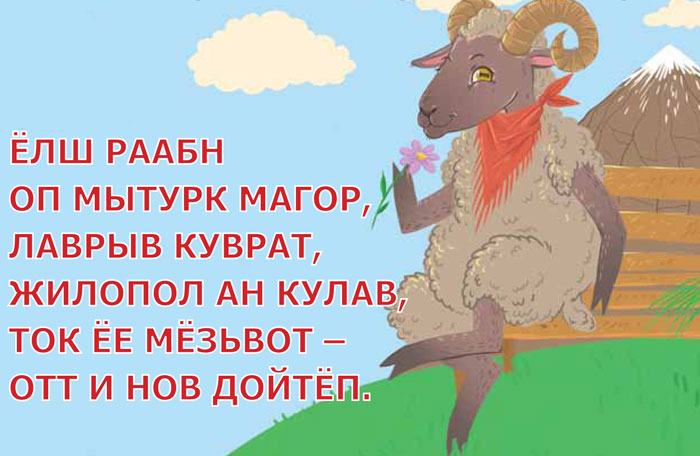 ЁЛШ РААБН
ОП МЫТУРК МАГОР,
ЛАВРЫВ КУВРАТ,
ЖИЛОПОЛ АН КУЛАВ,
ТОК ЁЕ МЁЗЬВОТ –
ОТТ И НОВ ДОЙТЁП.